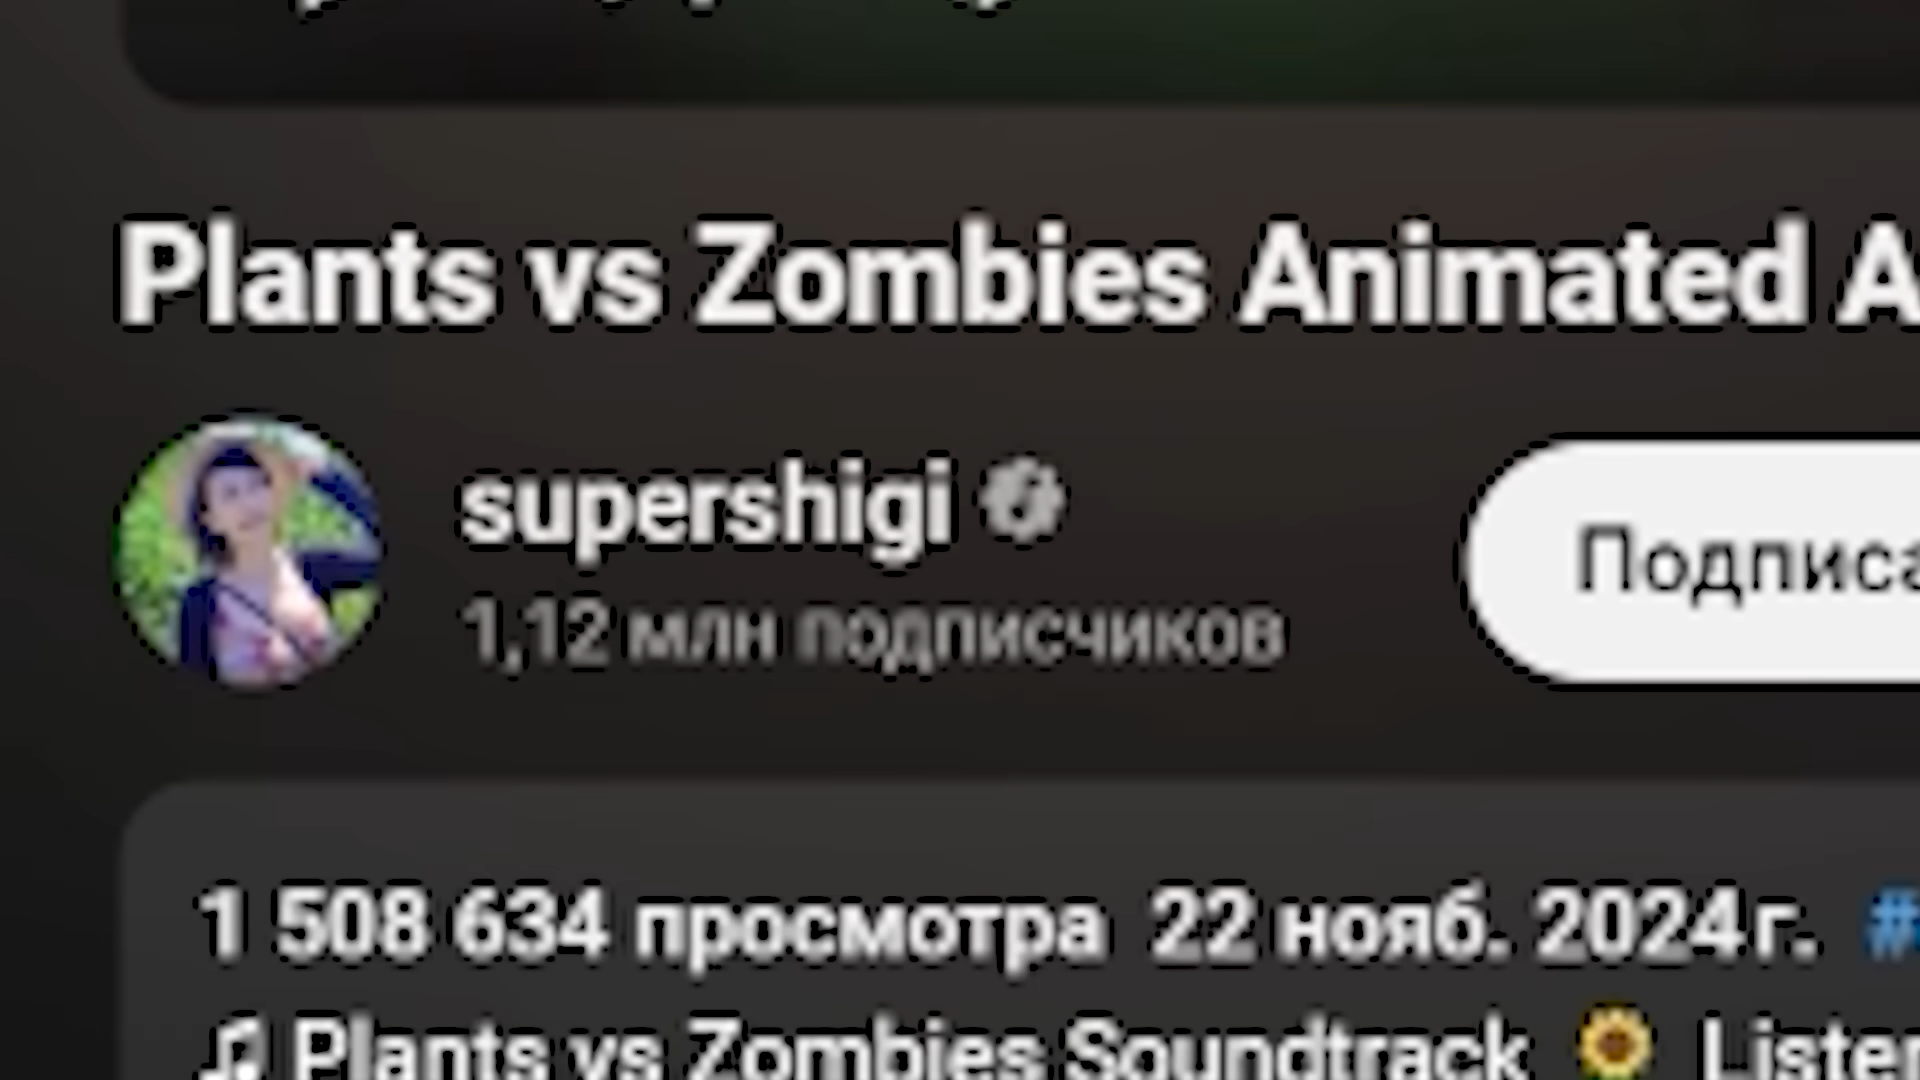 Plants vs Zombies Animated A
supershigi
1,12 млн подписчиков
Подписа
1 508 634 просмотра 22 нояб. 2024 г. #
Plants vs Zombies Soundtrack 🌻 Listen